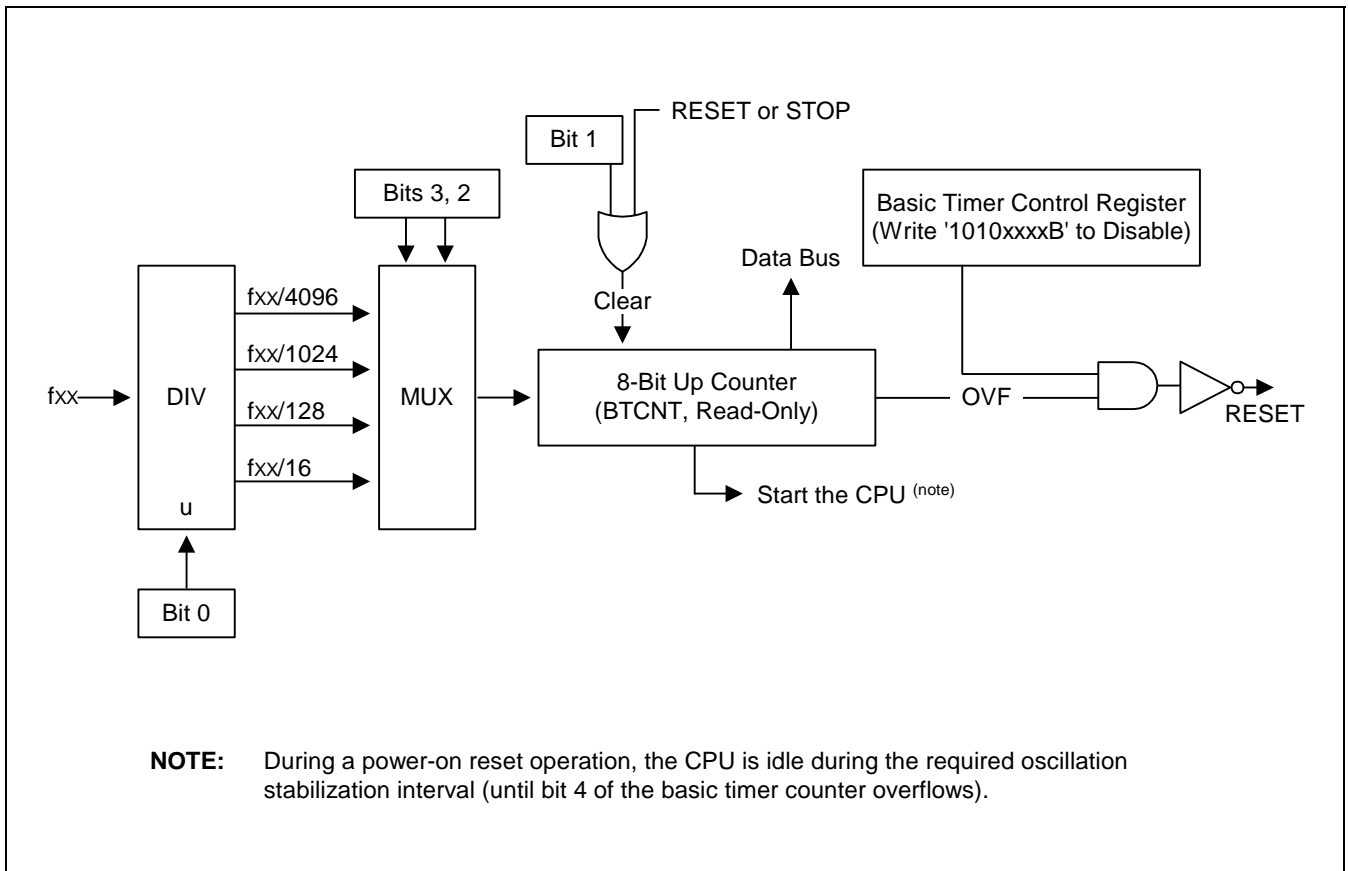 RESET or STOP
Bit 1
Bits 3, 2
Basic Timer Control Register
(Write '1010xxxxB' to Disable)
Data Bus
Clear
fxx/4096
fxx/1024
fxx/128
fxx/16
fxx
DIV
u
MUX
8-Bit Up Counter
(BTCNT, Read-Only)
OVF
RESET
Start the CPU (note)
Bit 0
NOTE: During a power-on reset operation, the CPU is idle during the required oscillation
stabilization interval (until bit 4 of the basic timer counter overflows).